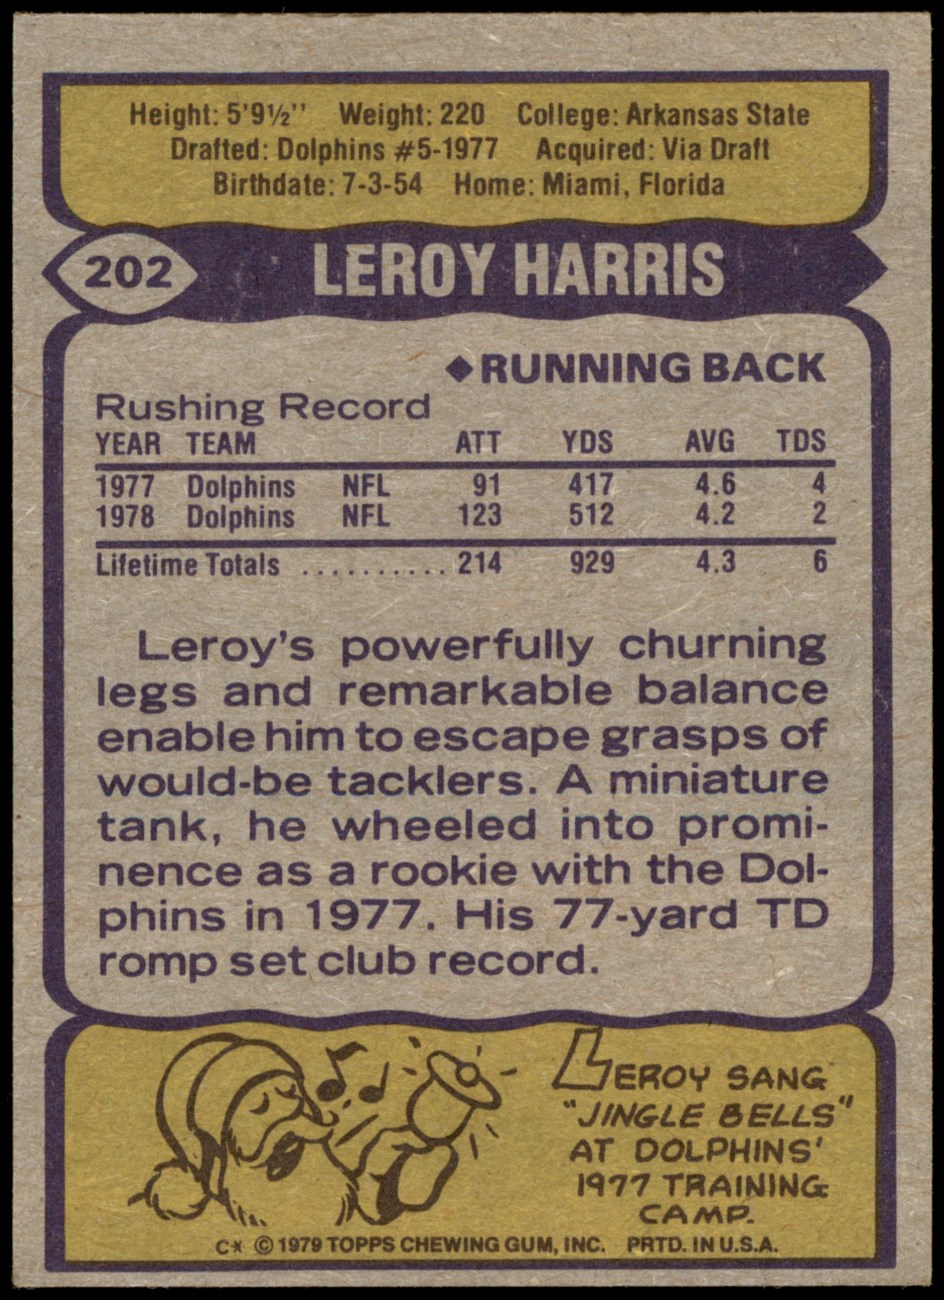 Height: 5'9½" Weight: 220 College: Arkansas State
Drafted: Dolphins #5-1977 Acquired: Via Draft
Birthdate: 7-3-54 Home: Miami, Florida
202 LEROY HARRIS
◆RUNNING BACK
Rushing Record
YEAR TEAM ATT YDS AVG TDS
1977 Dolphins NFL 91 417 4.6 4
1978 Dolphins NFL 123 512 4.2 2
Lifetime Totals .......... 214 929 4.3 6
Leroy's powerfully churning
legs and remarkable balance
enable him to escape grasps of
would-be tacklers. A miniature
tank, he wheeled into promi-
nence as a rookie with the Dol-
phins in 1977. His 77-yard TD
romp set club record.
LEROY SANG
"JINGLE BELLS"
AT DOLPHINS'
1977 TRAINING
CAMP.
C* © 1979 TOPPS CHEWING GUM, INC. PRTD. IN U.S.A.